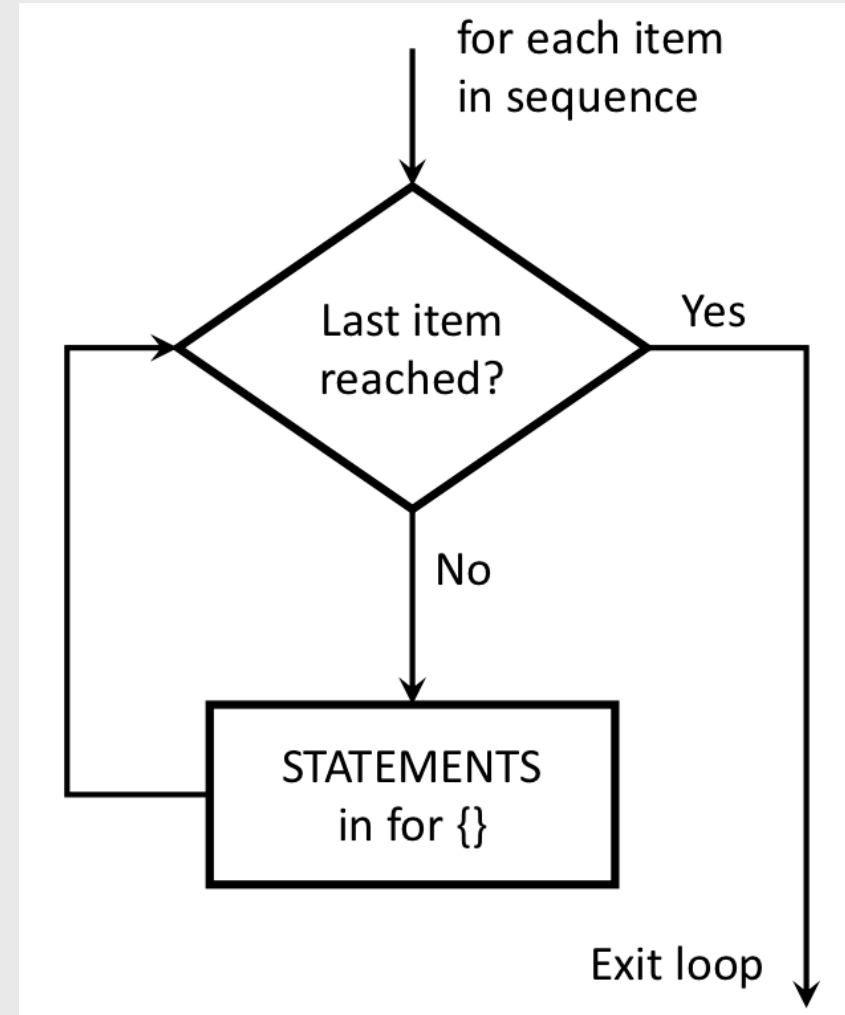 for each item
in sequence
Last item
reached?
Yes
No
STATEMENTS
in for {}
Exit loop